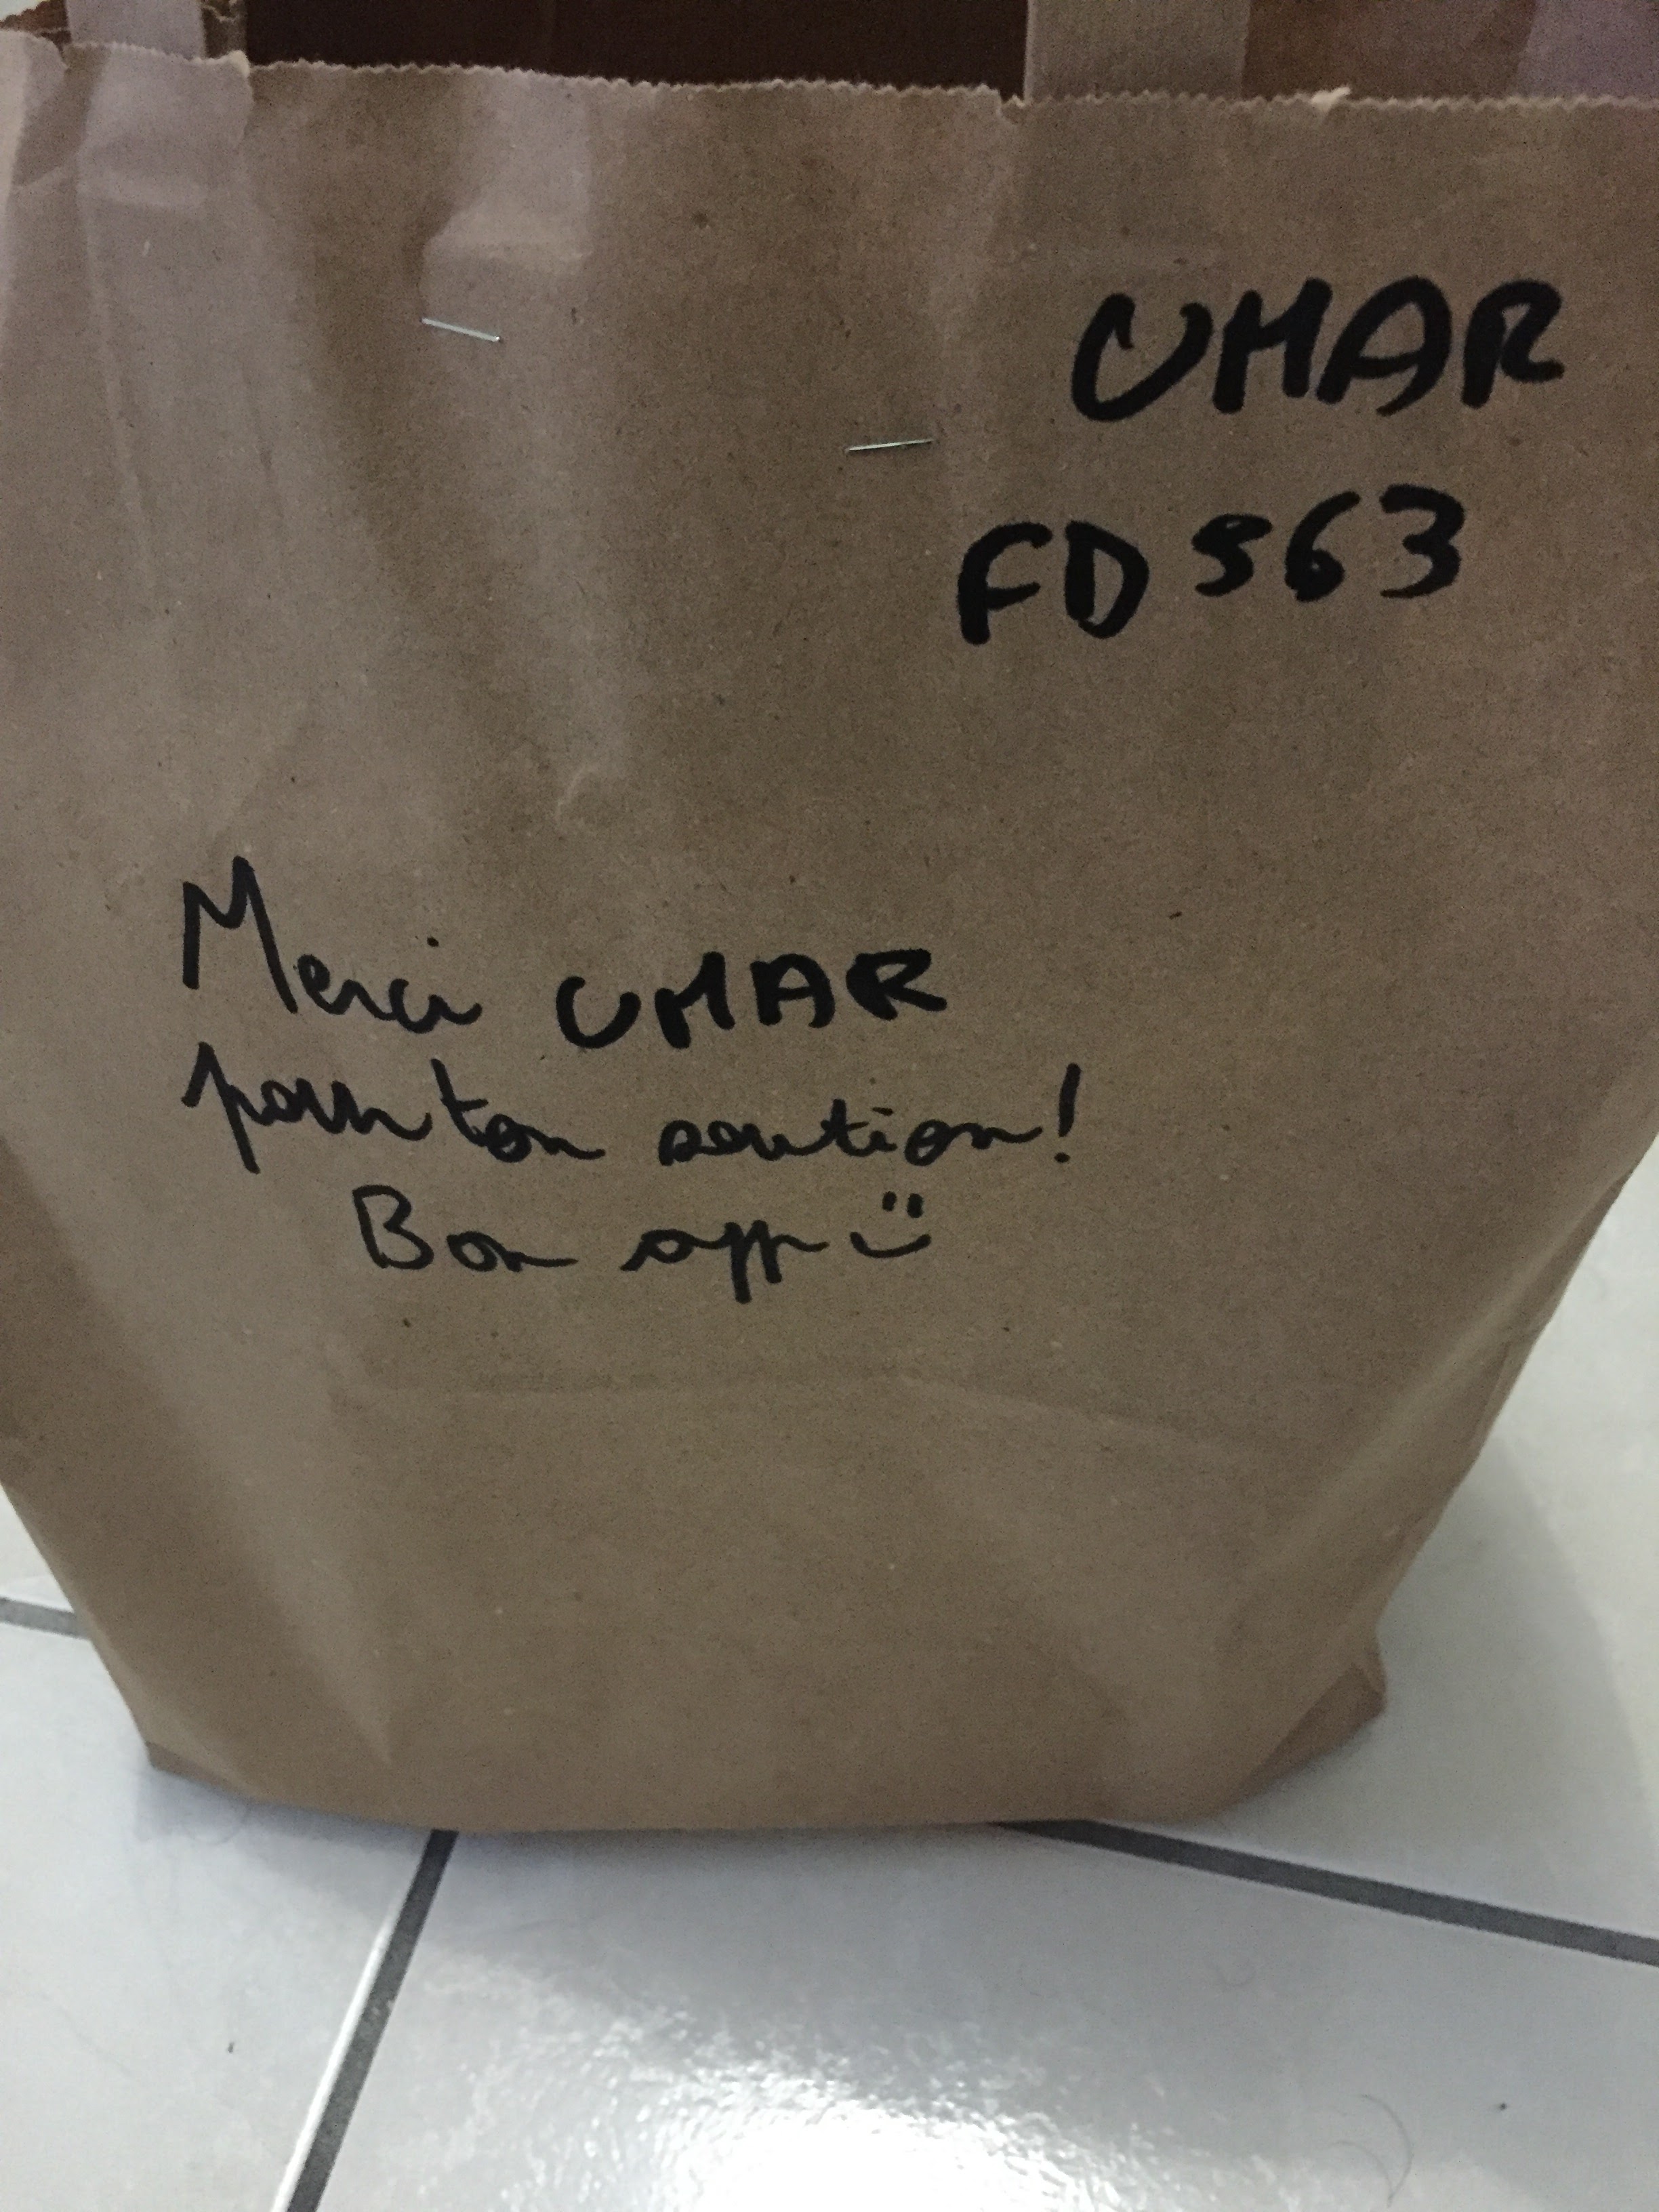 UMAR
FD563
Merci UMAR
pour ton soutien!
Bon app :)